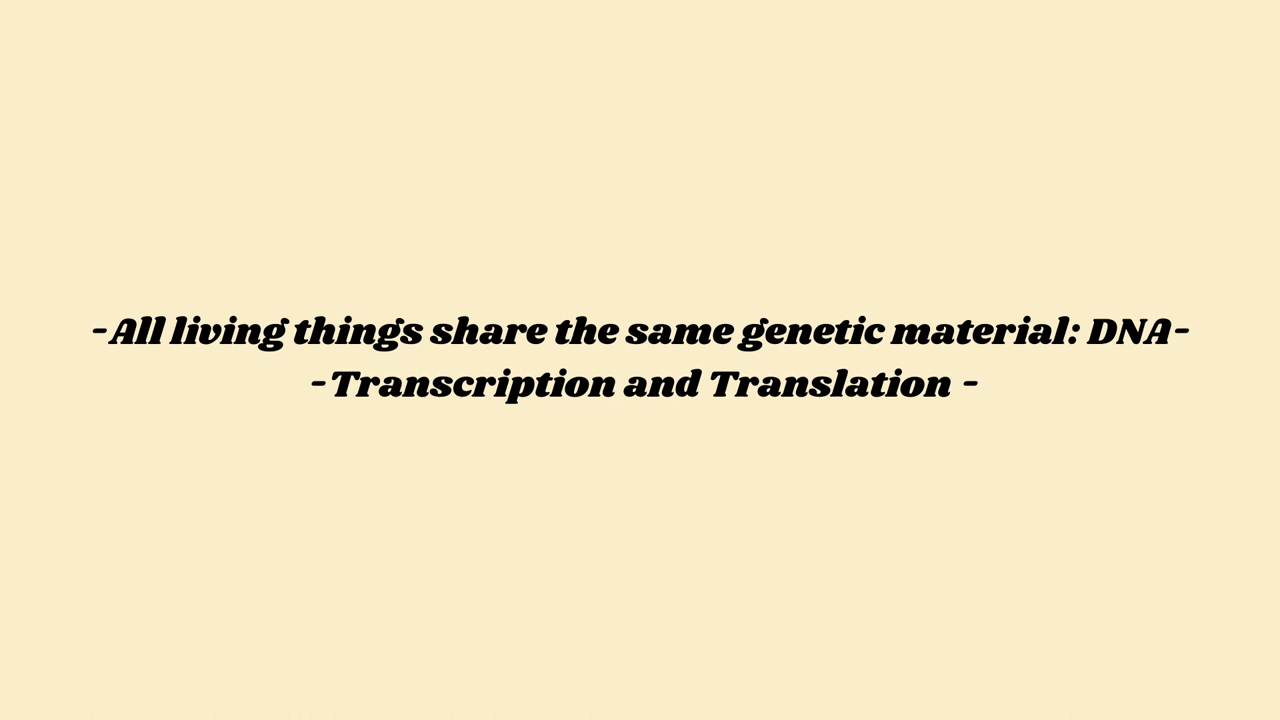 -All living things share the same genetic material: DNA-
-Transcription and Translation -